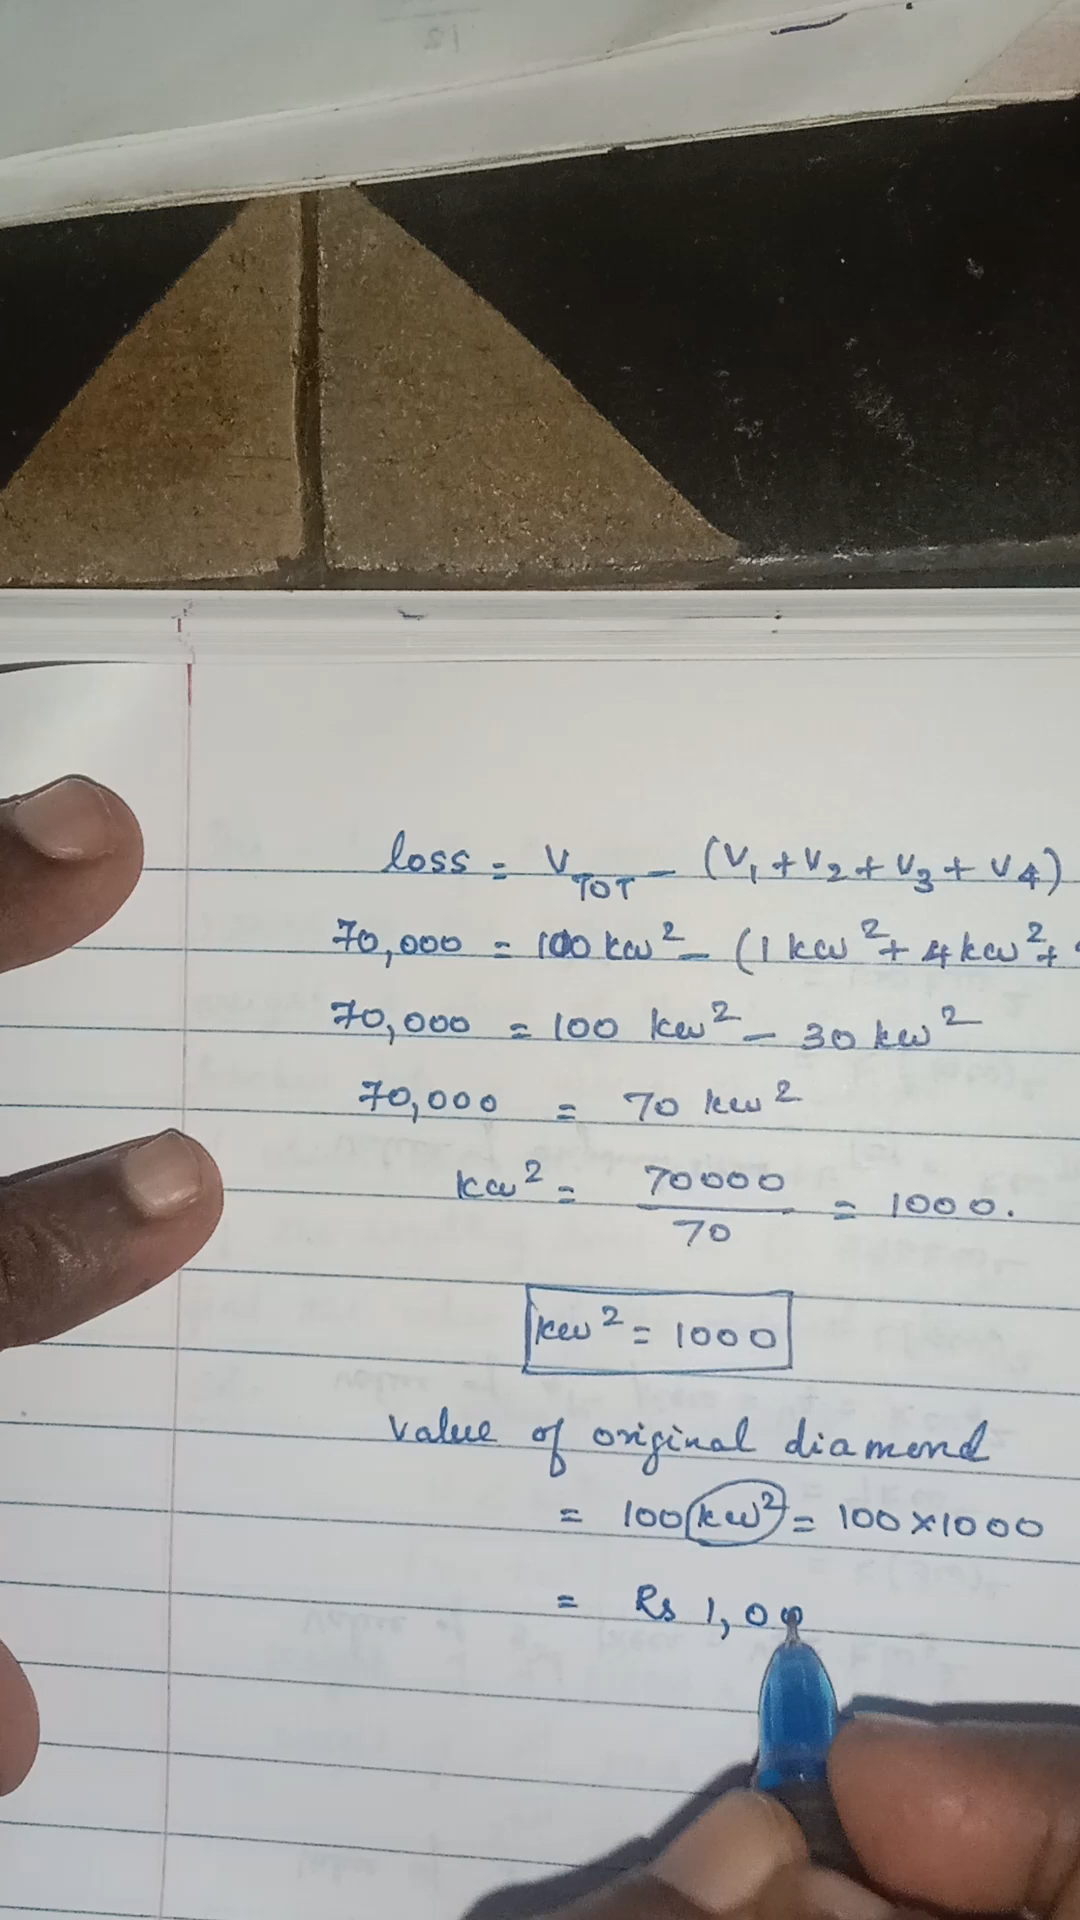 loss = V_TOT - (V₁ + V₂ + V₃ + V₄)
70,000 = 100 kw² - (1 kw² + 4 kw² +
70,000 = 100 kw² - 30 kw²
70,000 = 70 kw²
kw² = 70000/70 = 1000.
kw² = 1000
Value of original diamond
= 100 kw² = 100×1000
= Rs 1,00